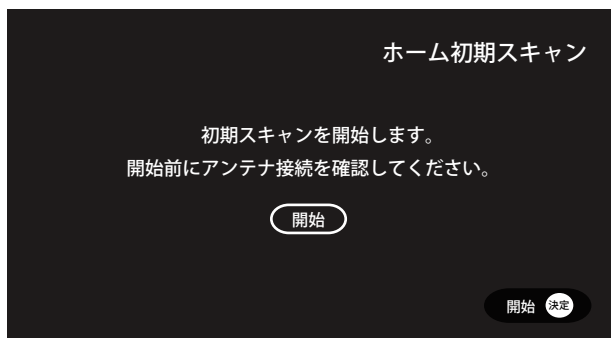 ホーム初期スキャン
初期スキャンを開始します。
開始前にアンテナ接続を確認してください。
開始
開始 決定